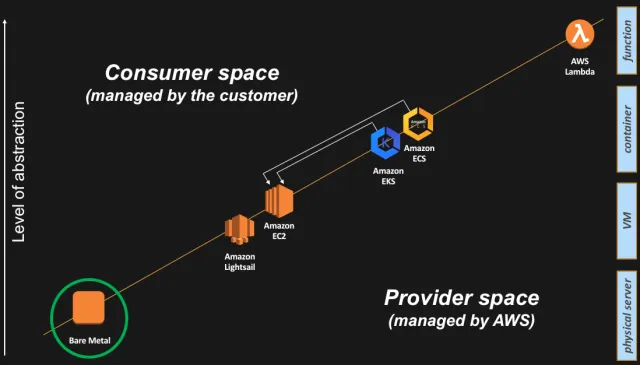 Consumer space
(managed by the customer)
AWS
Lambda
function
Amazon
ECS
container
Amazon
EKS
Level of abstraction
Amazon
EC2
VM
Amazon
Lightsail
Provider space
(managed by AWS)
physical server
Bare Metal